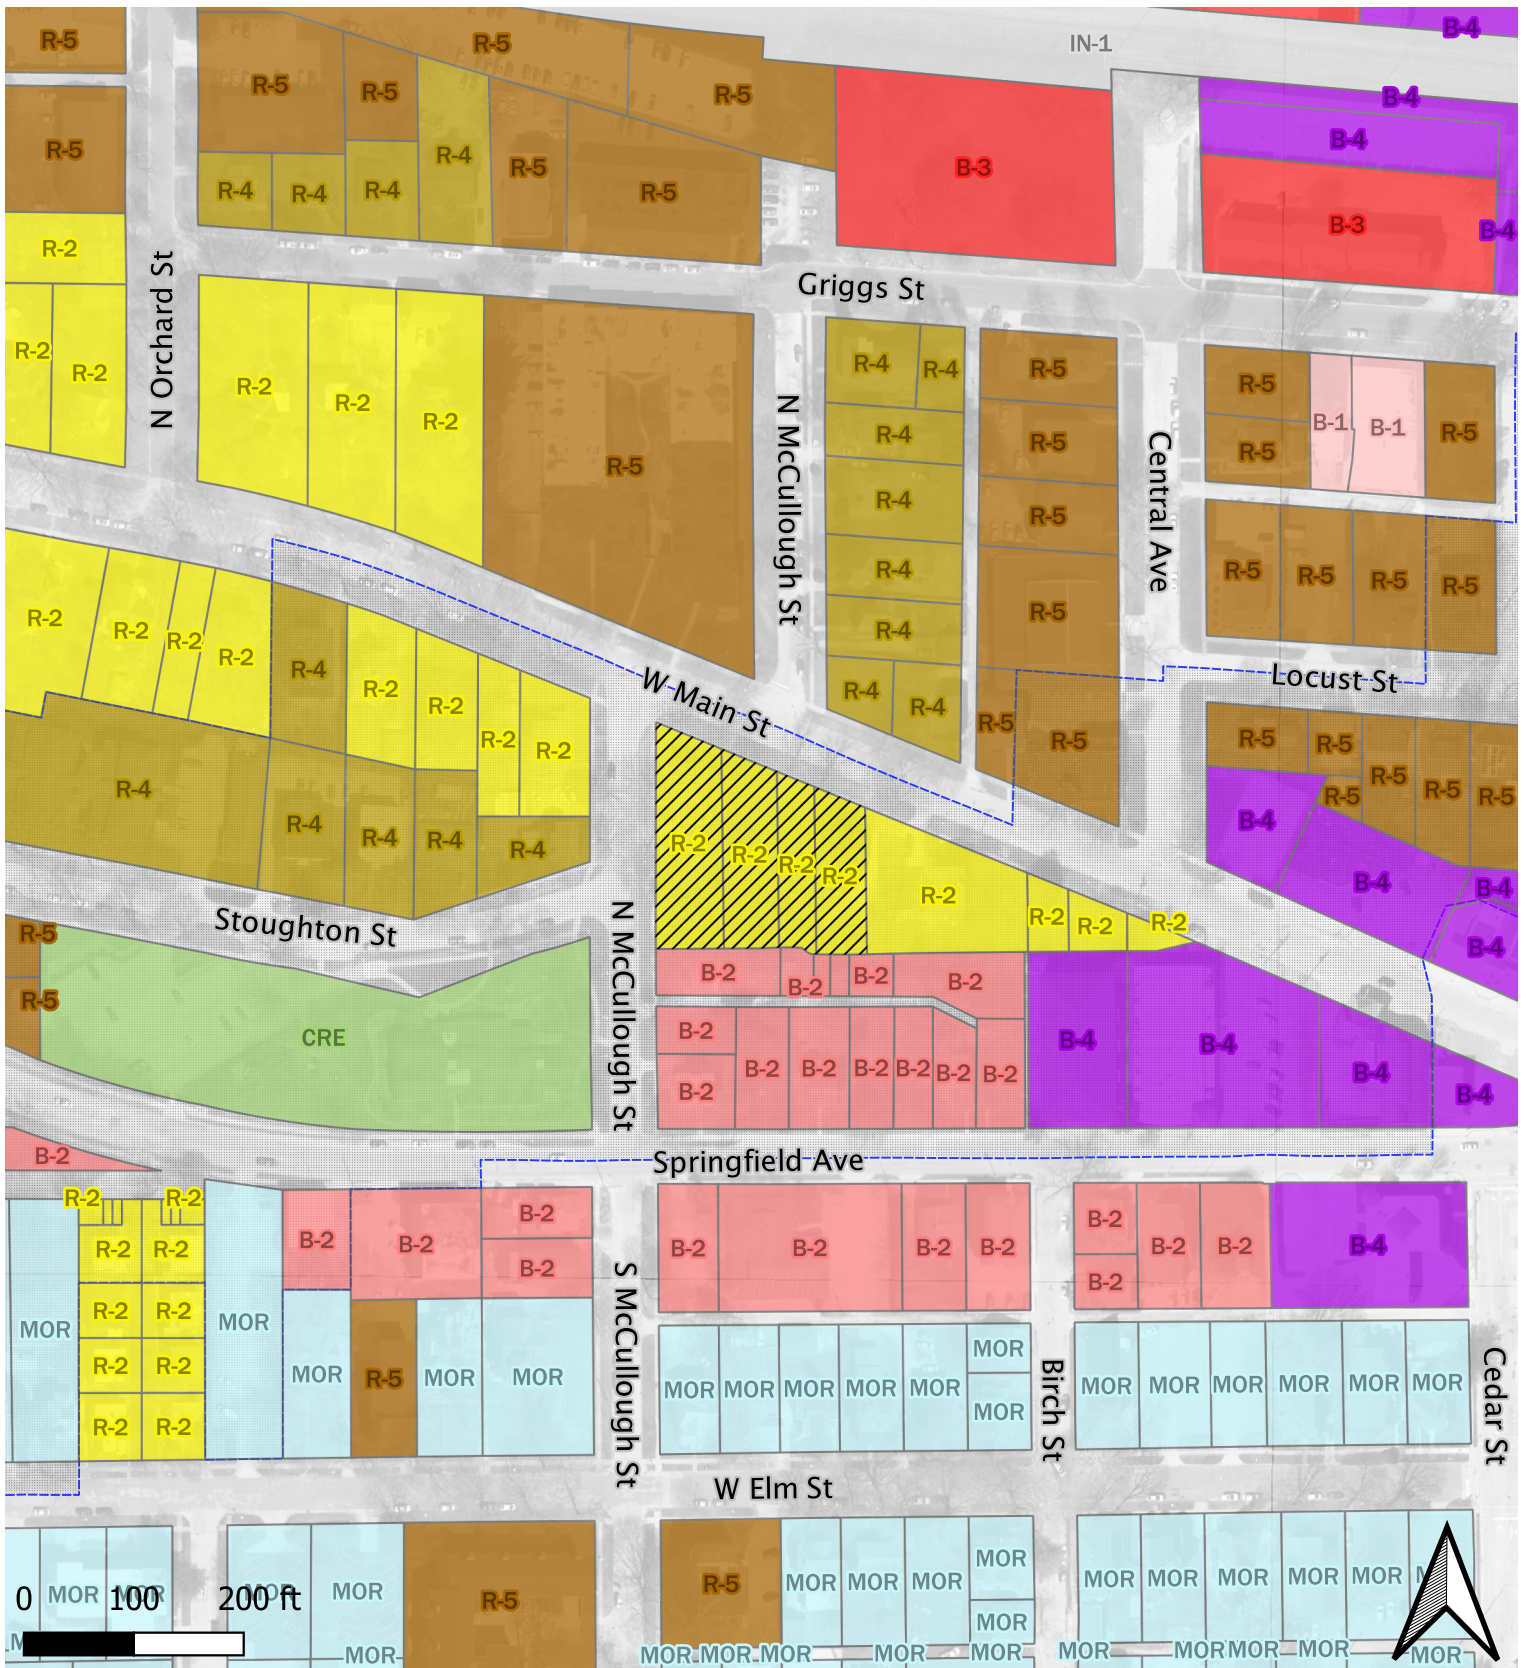 R-5
R-5
R-5
R-5
R-5
IN-1
B-4
B-4
B-4
B-3
R-5
R-4
R-5
R-5
R-4
R-4
R-4
R-2
B-3
B-4
N Orchard St
Griggs St
R-2
R-2
R-2
R-2
R-2
R-5
N McCullough St
R-4
R-4
R-4
R-4
R-4
R-4
R-4
R-4
R-5
R-5
R-5
R-5
R-5
R-5
Central Ave
R-5
R-5
B-1
B-1
R-5
R-5
R-5
R-5
R-5
Locust St
R-2
R-2
R-2
R-2
R-4
R-2
R-2
R-2
R-2
W Main St
R-4
R-4
R-4
R-4
R-4
R-5
R-5
R-5
R-5
R-5
R-5
B-4
B-4
B-4
B-4
R-2
R-2
R-2
R-2
R-2
R-2
R-2
R-2
Stoughton St
N McCullough St
R-5
R-5
CRE
B-2
B-2
B-2
B-2
B-2
B-2
B-2
B-2
B-2
B-2
B-2
B-2
B-4
B-4
B-4
B-4
Springfield Ave
B-2
R-2
R-2
R-2
R-2
R-2
R-2
R-2
R-2
R-2
R-2
MOR
MOR
B-2
B-2
B-2
B-2
MOR
R-5
MOR
MOR
S McCullough St
B-2
B-2
B-2
B-2
B-2
B-2
B-2
B-2
B-4
MOR
MOR
MOR
MOR
MOR
MOR
MOR
Birch St
MOR
MOR
MOR
MOR
MOR
MOR
Cedar St
W Elm St
MOR
MOR
MOR
MOR
R-5
R-5
MOR
MOR
MOR
MOR
MOR
MOR
MOR
MOR
MOR
MOR
0 100 200 ft
MOR
MOR
MOR
MOR
MOR
MOR
MOR
MOR
MOR
MOR
MOR